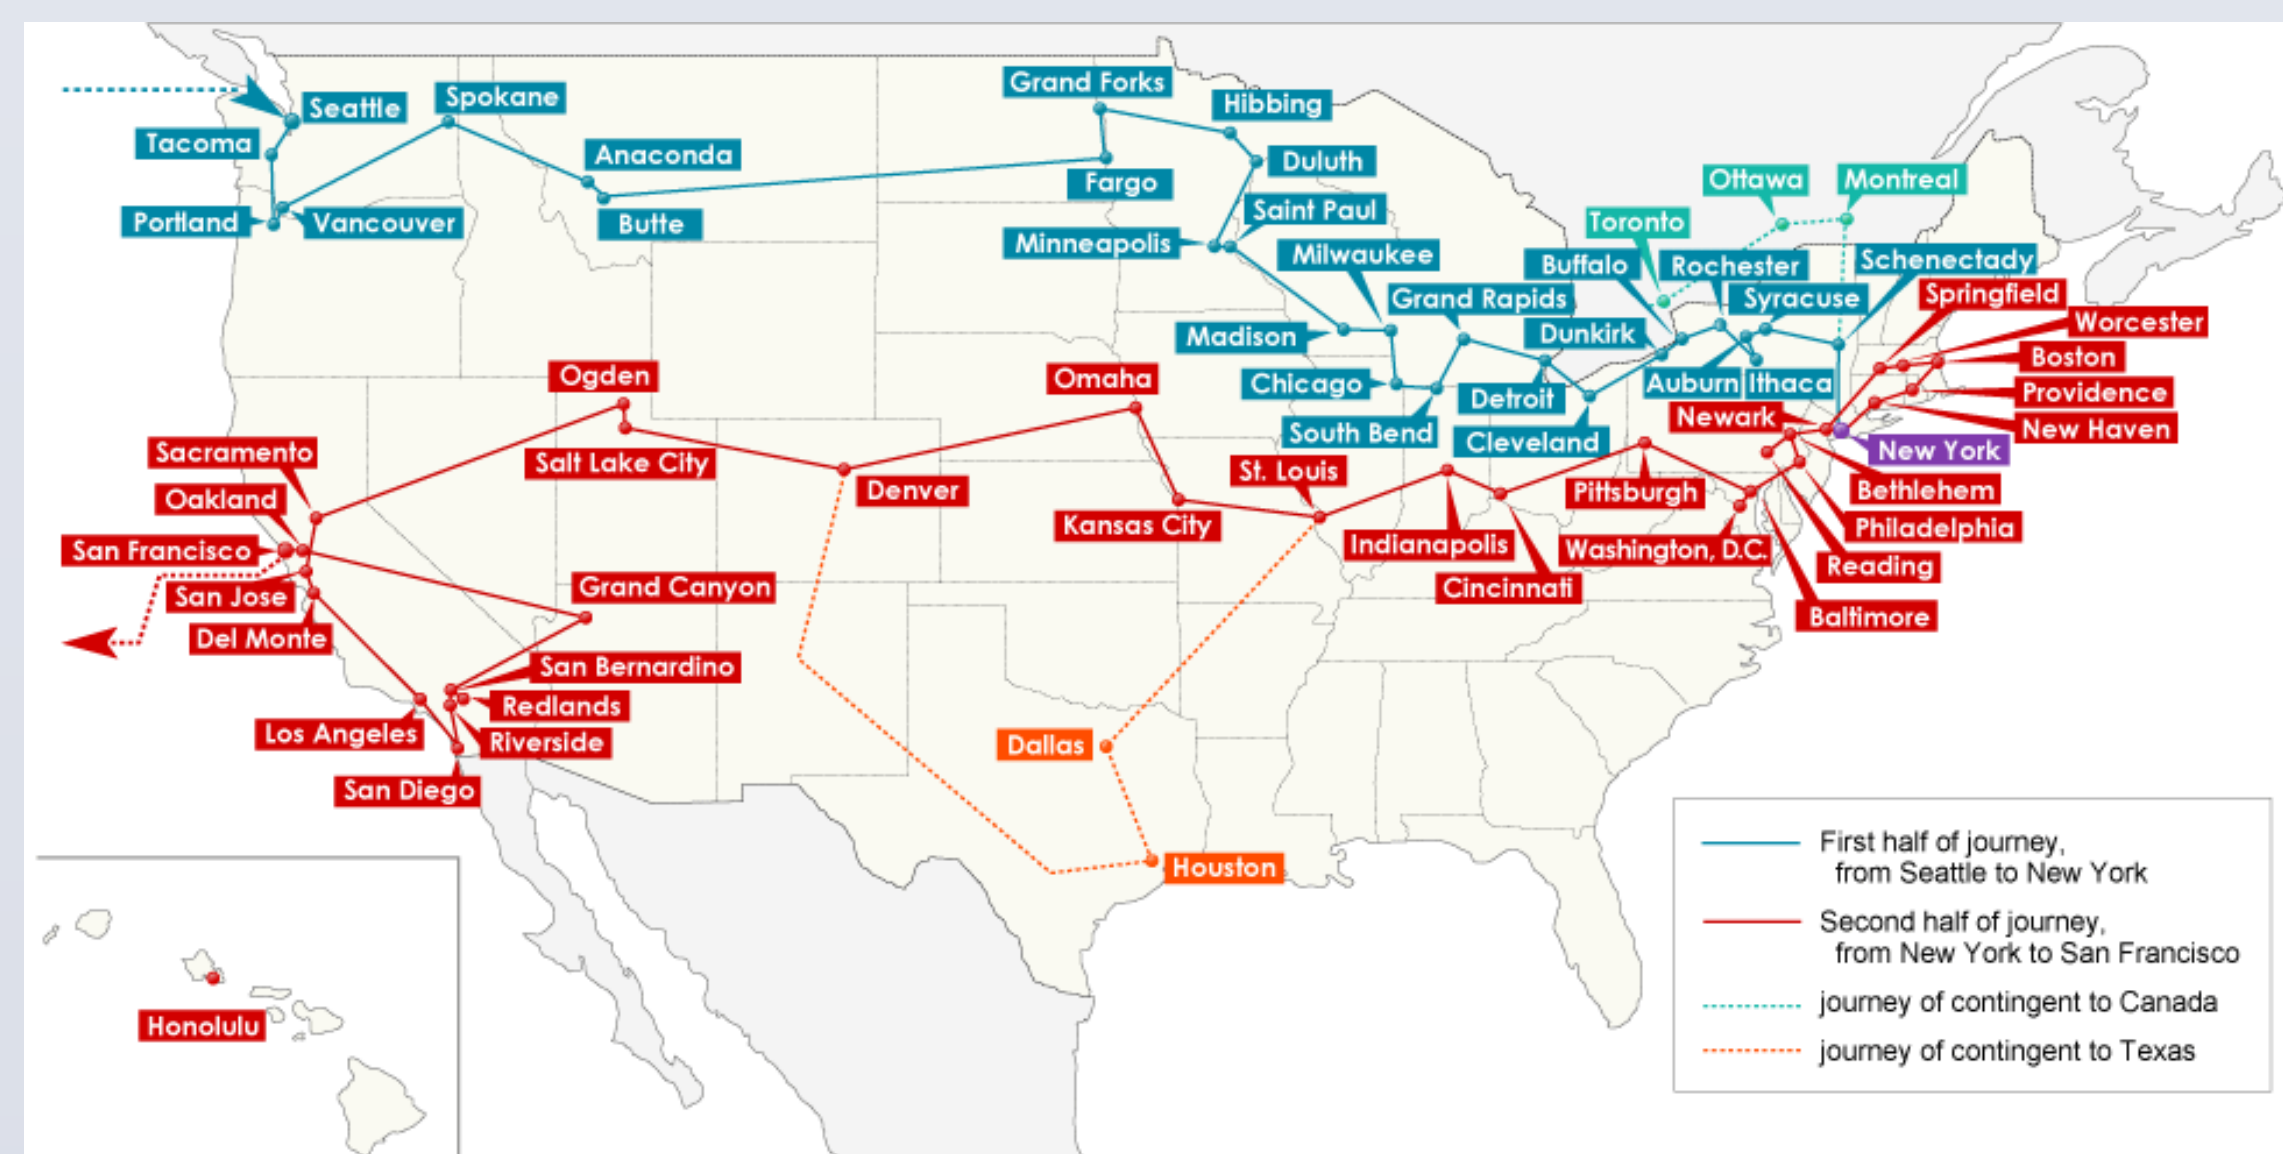 Grand Forks
Spokane
Hibbing
Seattle
Tacoma
Anaconda
Duluth
Fargo
Ottawa
Montreal
Saint Paul
Portland
Vancouver
Butte
Toronto
Minneapolis
Milwaukee
Buffalo
Rochester
Schenectady
Grand Rapids
Syracuse
Springfield
Worcester
Madison
Dunkirk
Boston
Ogden
Omaha
Chicago
Detroit
Auburn
Ithaca
Providence
Newark
South Bend
Cleveland
New Haven
Sacramento
Salt Lake City
St. Louis
New York
Oakland
Denver
Pittsburgh
Bethlehem
Kansas City
Philadelphia
San Francisco
Indianapolis
Washington, D.C.
Reading
San Jose
Grand Canyon
Cincinnati
Baltimore
Del Monte
San Bernardino
Redlands
Los Angeles
Riverside
Dallas
San Diego
Houston
Honolulu
First half of journey,
from Seattle to New York
Second half of journey,
from New York to San Francisco
journey of contingent to Canada
journey of contingent to Texas